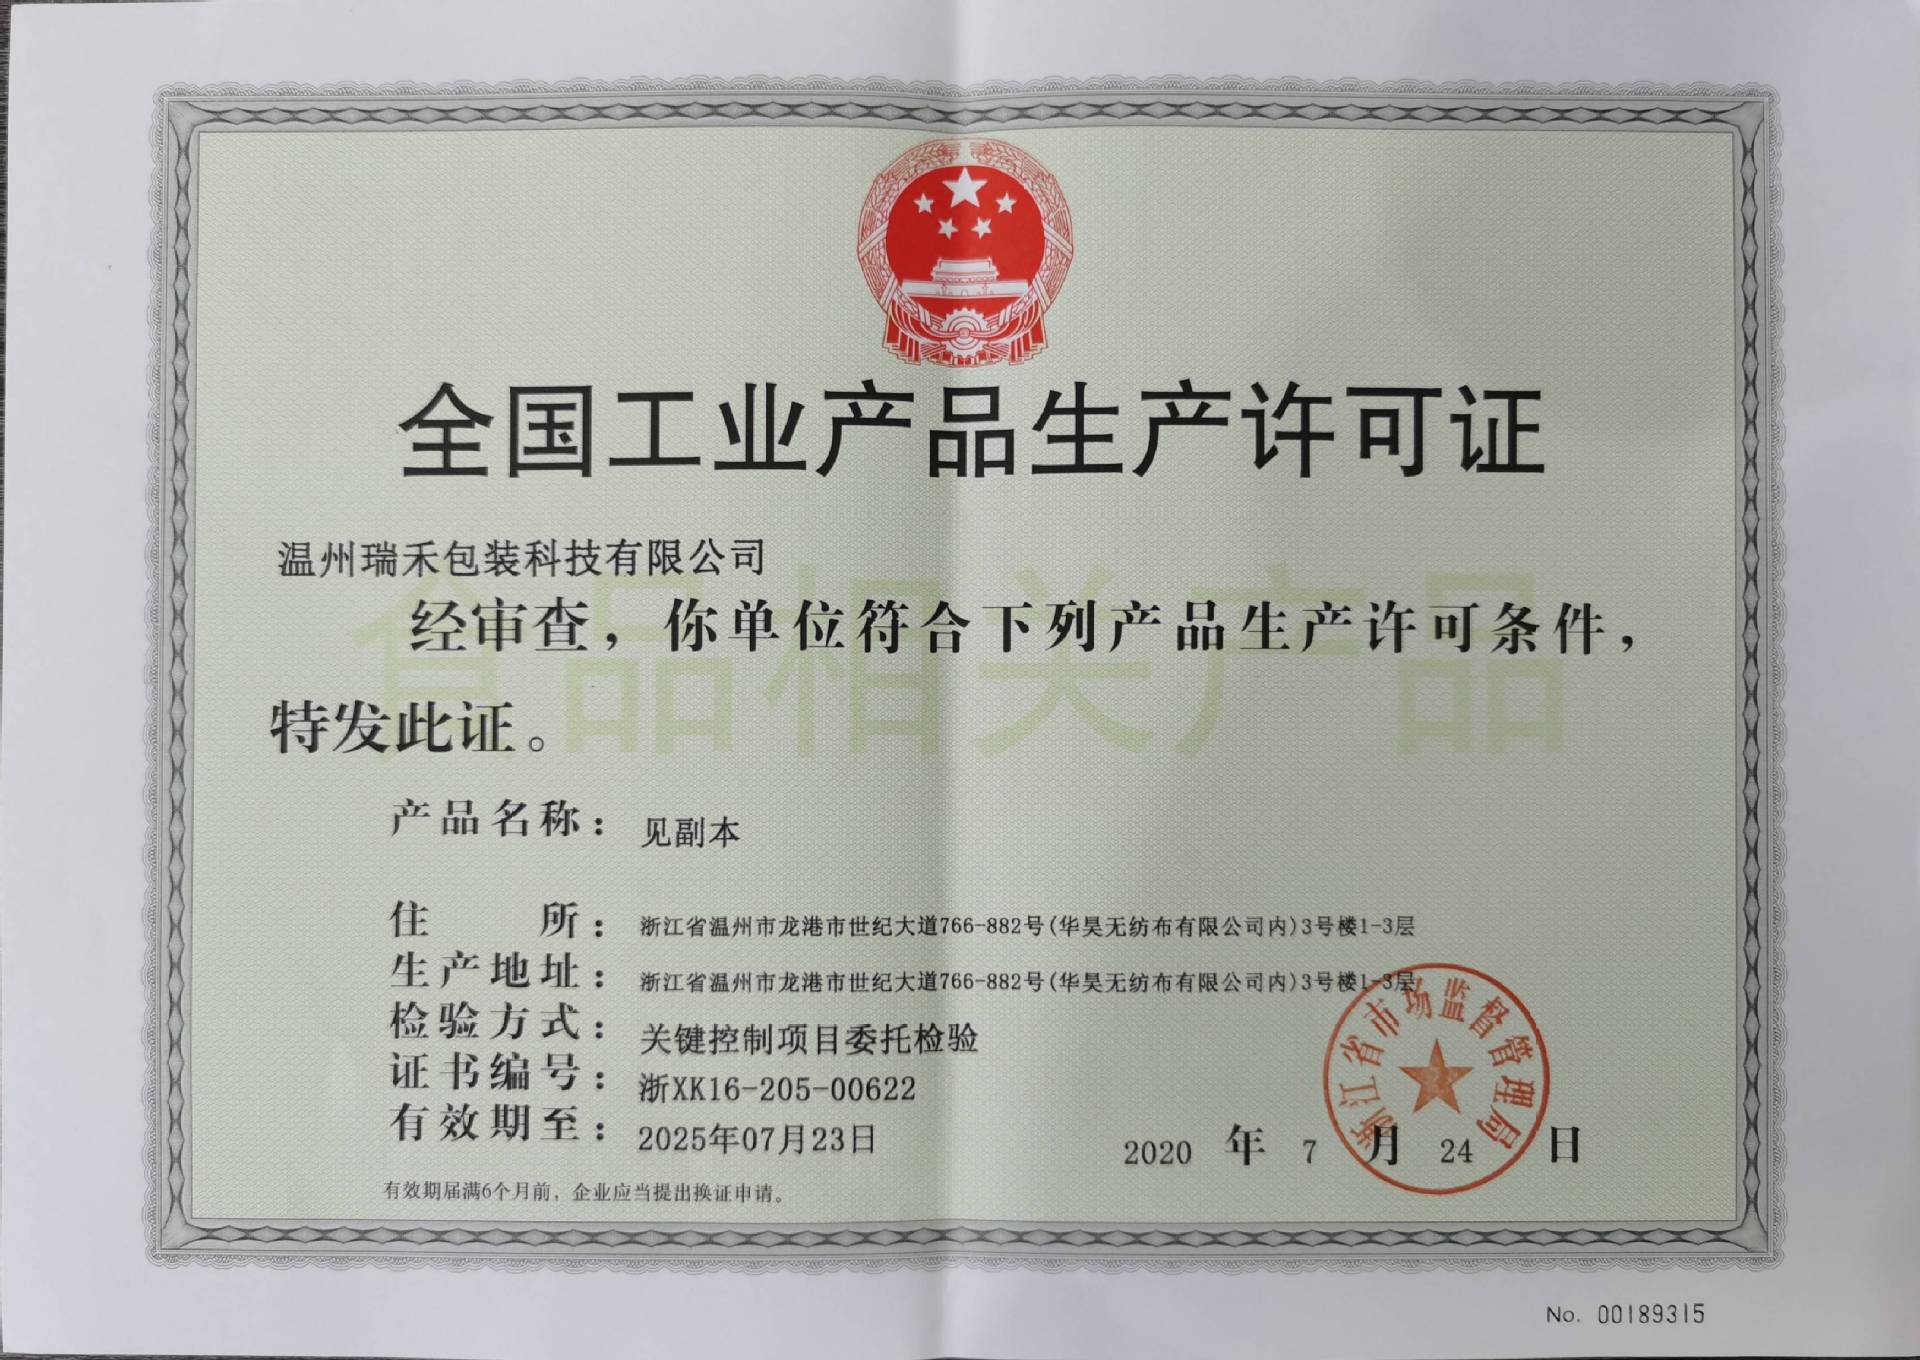 全国工业产品生产许可证
温州瑞禾包装科技有限公司
食品相关产品
经审查，你单位符合下列产品生产许可条件，
特发此证。
产品名称：见副本
住所：浙江省温州市龙港市世纪大道766-882号(华昊无纺布有限公司内)3号楼1-3层
生产地址：浙江省温州市龙港市世纪大道766-882号(华昊无纺布有限公司内)3号楼1-3层
检验方式：关键控制项目委托检验
证书编号：浙XK16-205-00622
有效期至：2025年07月23日
浙江省市场监督管理局
2020 年 7 月 24 日
有效期届满6个月前，企业应当提出换证申请。
No. 00189315